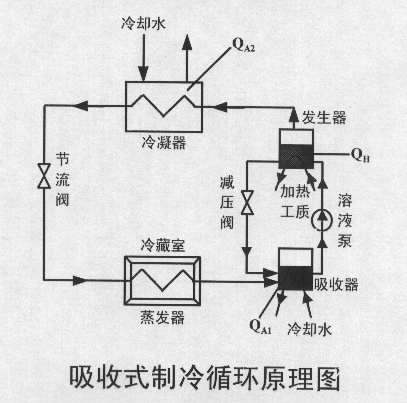 冷却水
QA2
发生器
冷凝器
QH
节流阀
减压阀
加热
工质
溶液泵
冷藏室
吸收器
蒸发器
QA1
冷却水
吸收式制冷循环原理图